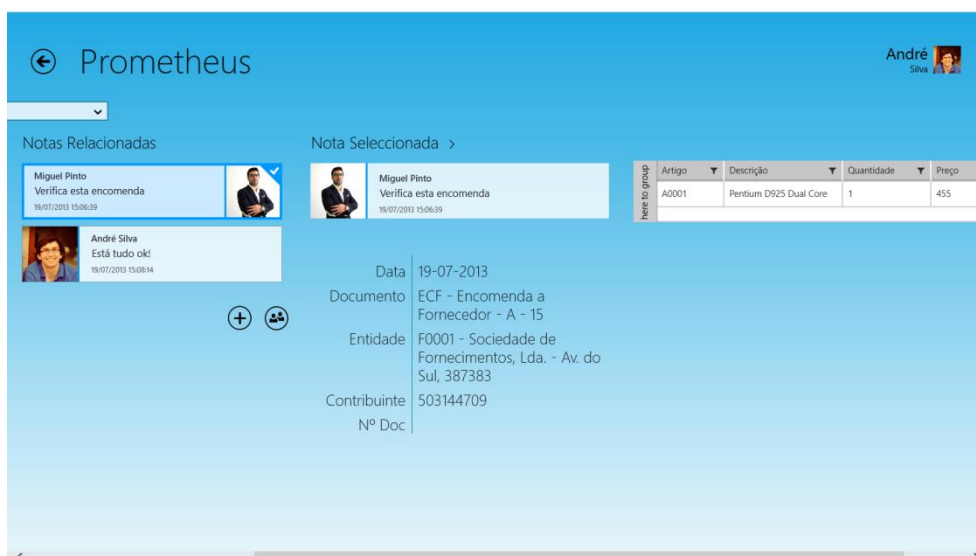 Prometheus
André
Silva
Notas Relacionadas
Miguel Pinto
Verifica esta encomenda
19/07/2013 15:06:39
André Silva
Está tudo ok!
19/07/2013 15:08:14
Nota Seleccionada >
Miguel Pinto
Verifica esta encomenda
19/07/2013 15:06:39
Data 19-07-2013
Documento ECF - Encomenda a
Fornecedor - A - 15
Entidade F0001 - Sociedade de
Fornecimentos, Lda. - Av. do
Sul, 387383
Contribuinte 503144709
Nº Doc
here to group
Artigo Descrição Quantidade Preço
A0001 Pentium D925 Dual Core 1 455